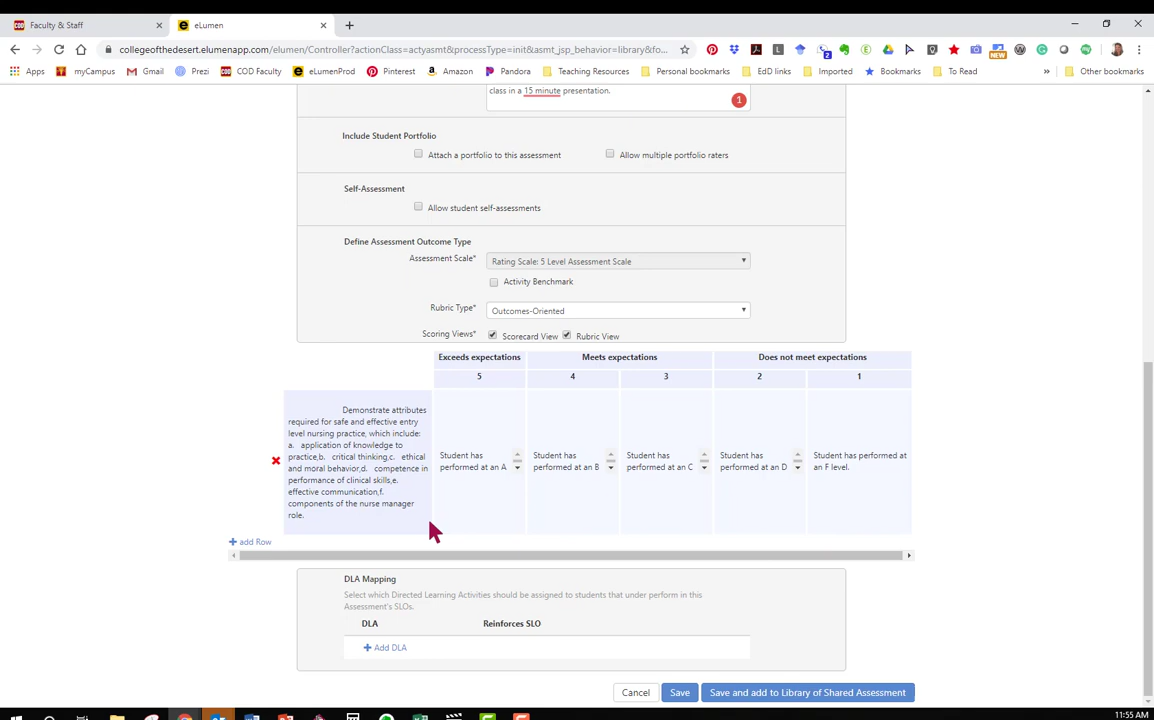 Faculty & Staff
eLumen
collegeofthedesert.elumenapp.com/elumen/Controller?actionClass=actyasmt&processType=init&asmt_jsp_behavior=library&fo...
Apps
myCampus
Gmail
Prezi
COD Faculty
eLumenProd
Pinterest
Amazon
Pandora
Teaching Resources
Personal bookmarks
EdD links
Imported
Bookmarks
To Read
Other bookmarks
class in a 15 minute presentation.
1
Include Student Portfolio
Attach a portfolio to this assessment
Allow multiple portfolio raters
Self-Assessment
Allow student self-assessments
Define Assessment Outcome Type
Assessment Scale*
Rating Scale: 5 Level Assessment Scale
Activity Benchmark
Rubric Type*
Outcomes-Oriented
Scoring Views*
Scorecard View
Rubric View
Exceeds expectations
Meets expectations
Does not meet expectations
5
4
3
2
1
Demonstrate attributes
required for safe and effective entry
level nursing practice, which include:
a. application of knowledge to
practice,b. critical thinking,c. ethical
and moral behavior,d. competence in
performance of clinical skills,e.
effective communication,f.
components of the nurse manager
role.
Student has
performed at an A
Student has
performed at an B
Student has
performed at an C
Student has
performed at an D
Student has performed at
an F level.
add Row
DLA Mapping
Select which Directed Learning Activities should be assigned to students that under perform in this
Assessment's SLOs.
DLA
Reinforces SLO
Add DLA
Cancel
Save
Save and add to Library of Shared Assessment
11:55 AM